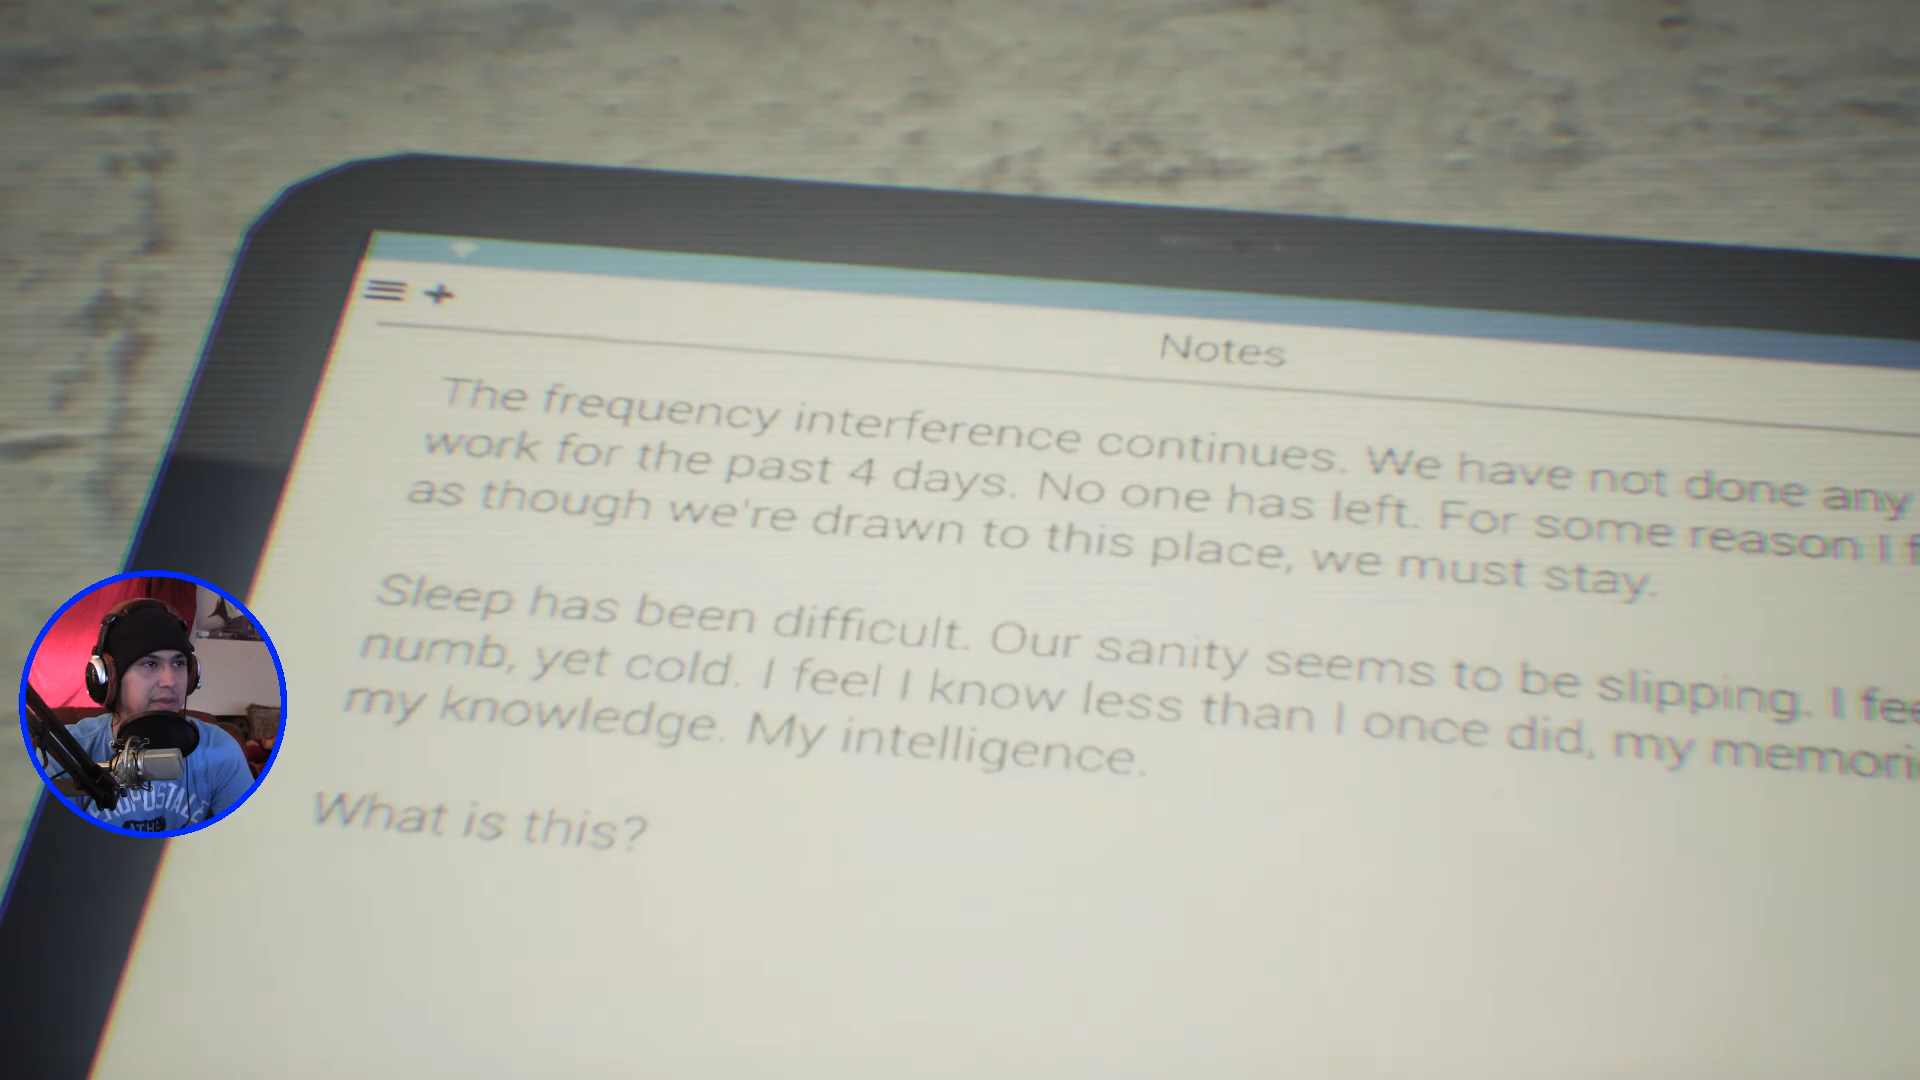 Notes
The frequency interference continues. We have not done any
work for the past 4 days. No one has left. For some reason I
as though we're drawn to this place, we must stay.
Sleep has been difficult. Our sanity seems to be slipping. I
numb, yet cold. I feel I know less than I once did, my
my knowledge. My intelligence.
What is this?